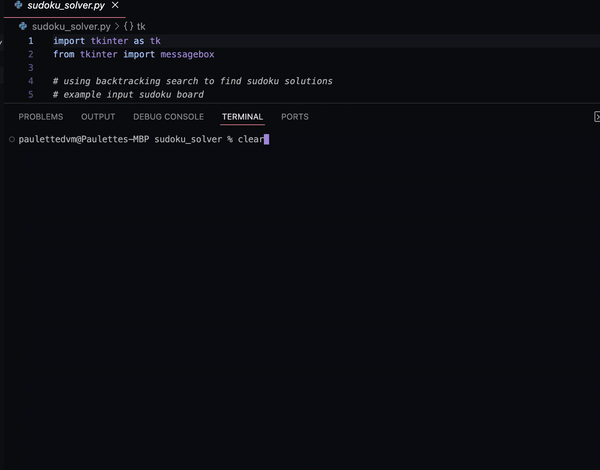 sudoku_solver.py
sudoku_solver.py > {} tk
1 import tkinter as tk
2 from tkinter import messagebox
3
4 # using backtracking search to find sudoku solutions
5 # example input sudoku board
PROBLEMS OUTPUT DEBUG CONSOLE TERMINAL PORTS
paulettedvm@Paulettes-MBP sudoku_solver % clear